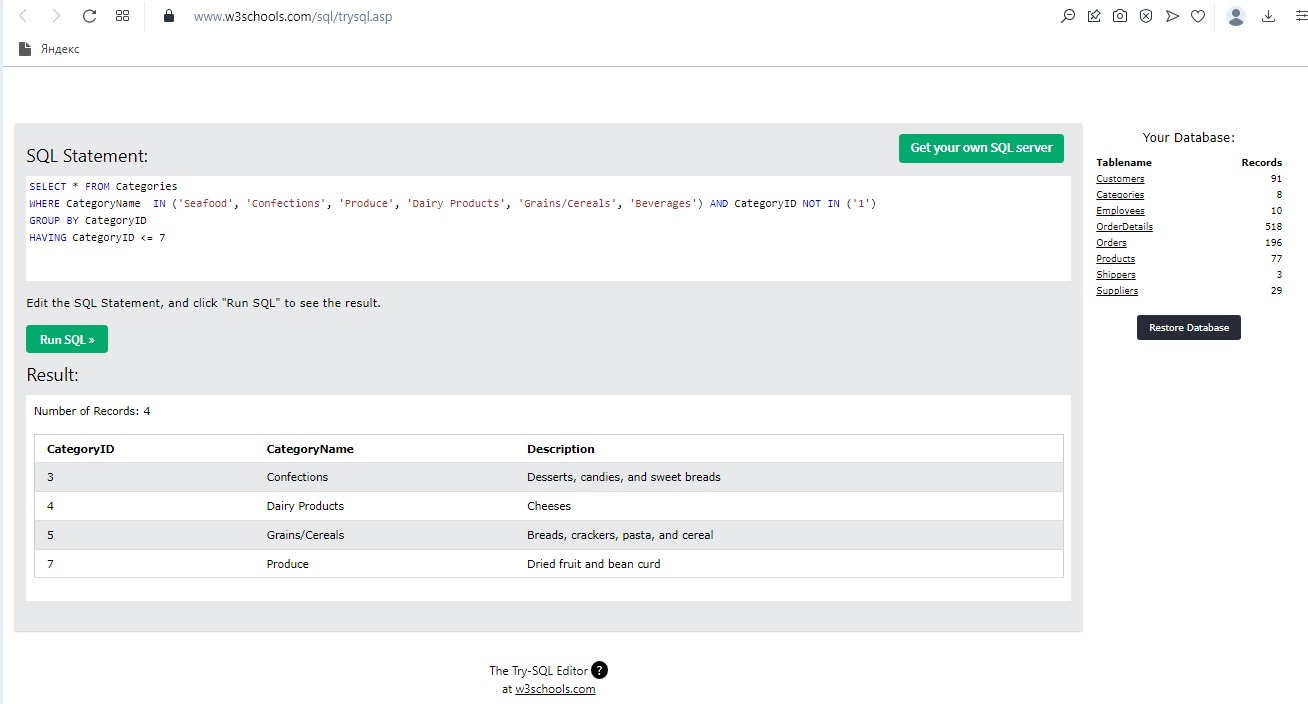 www.w3schools.com/sql/trysql.asp
Яндекс
SQL Statement:
Get your own SQL server
SELECT * FROM Categories
WHERE CategoryName  IN ('Seafood', 'Confections', 'Produce', 'Dairy Products', 'Grains/Cereals', 'Beverages') AND CategoryID NOT IN ('1')
GROUP BY CategoryID
HAVING CategoryID <= 7
Edit the SQL Statement, and click "Run SQL" to see the result.
Run SQL »
Result:
Number of Records: 4
CategoryID CategoryName Description
3 Confections Desserts, candies, and sweet breads
4 Dairy Products Cheeses
5 Grains/Cereals Breads, crackers, pasta, and cereal
7 Produce Dried fruit and bean curd
Your Database:
Tablename Records
Customers 91
Categories 8
Employees 10
OrderDetails 518
Orders 196
Products 77
Shippers 3
Suppliers 29
Restore Database
The Try-SQL Editor ?
at w3schools.com